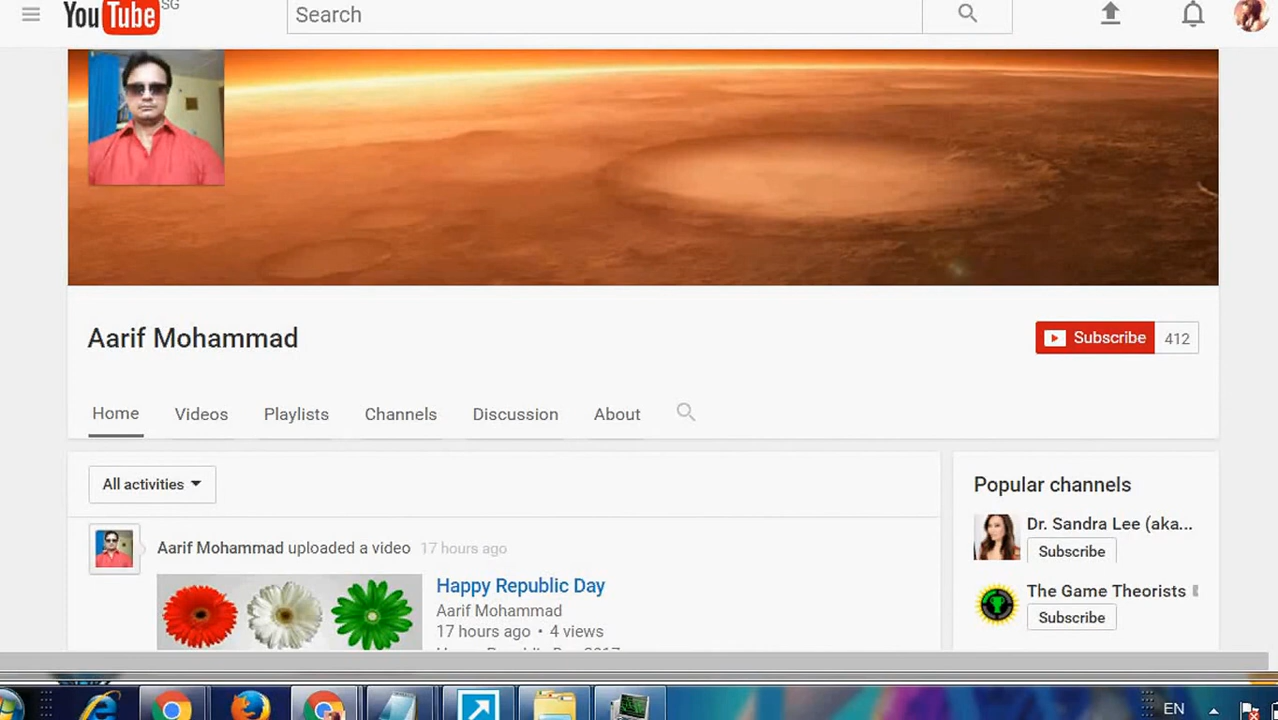 YouTube SG
Search
Aarif Mohammad
Subscribe 412
Home Videos Playlists Channels Discussion About
All activities
Popular channels
Dr. Sandra Lee (aka...
Subscribe
Aarif Mohammad uploaded a video 17 hours ago
Happy Republic Day
Aarif Mohammad
17 hours ago • 4 views
The Game Theorists
Subscribe
EN